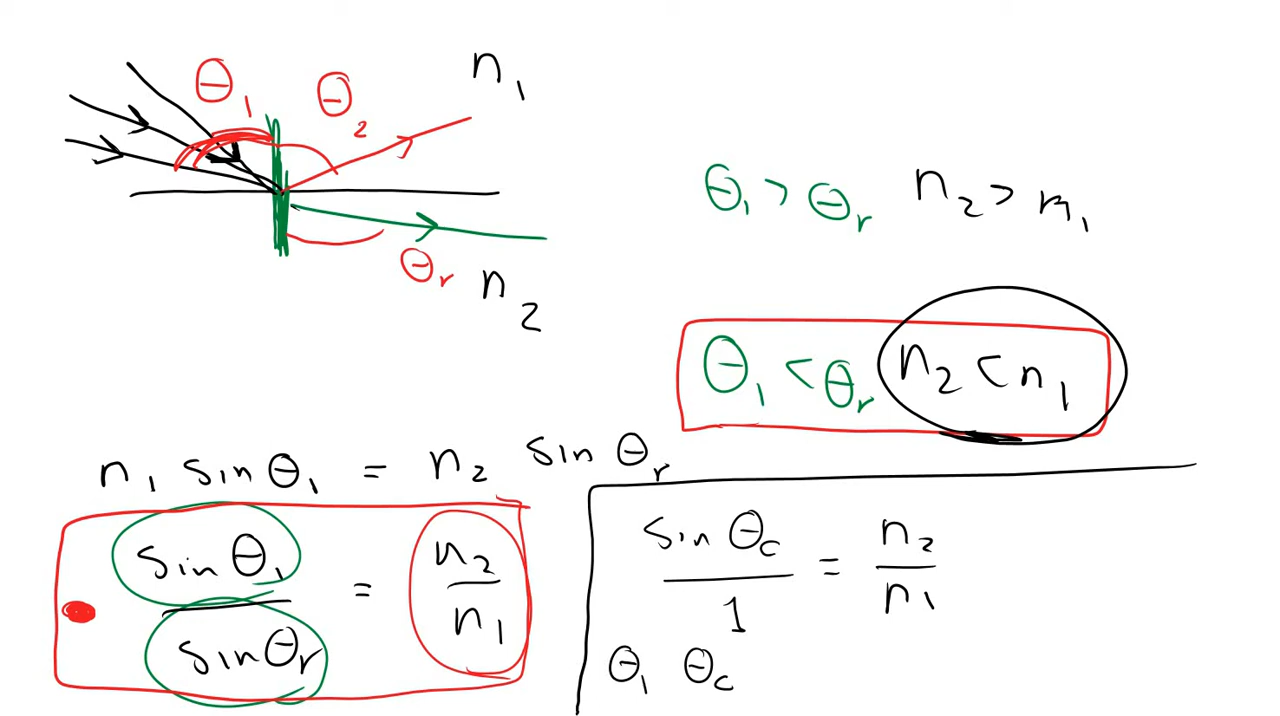 θ₁ θ₂ n₁
θᵣ n₂
θ₁ > θᵣ n₂ > n₁
θ₁ < θᵣ n₂ < n₁
n₁ sin θ₁ = n₂ sin θᵣ
sin θ₁ / sin θᵣ = n₂ / n₁
sin θc / 1 = n₂ / n₁
θ₁ θc